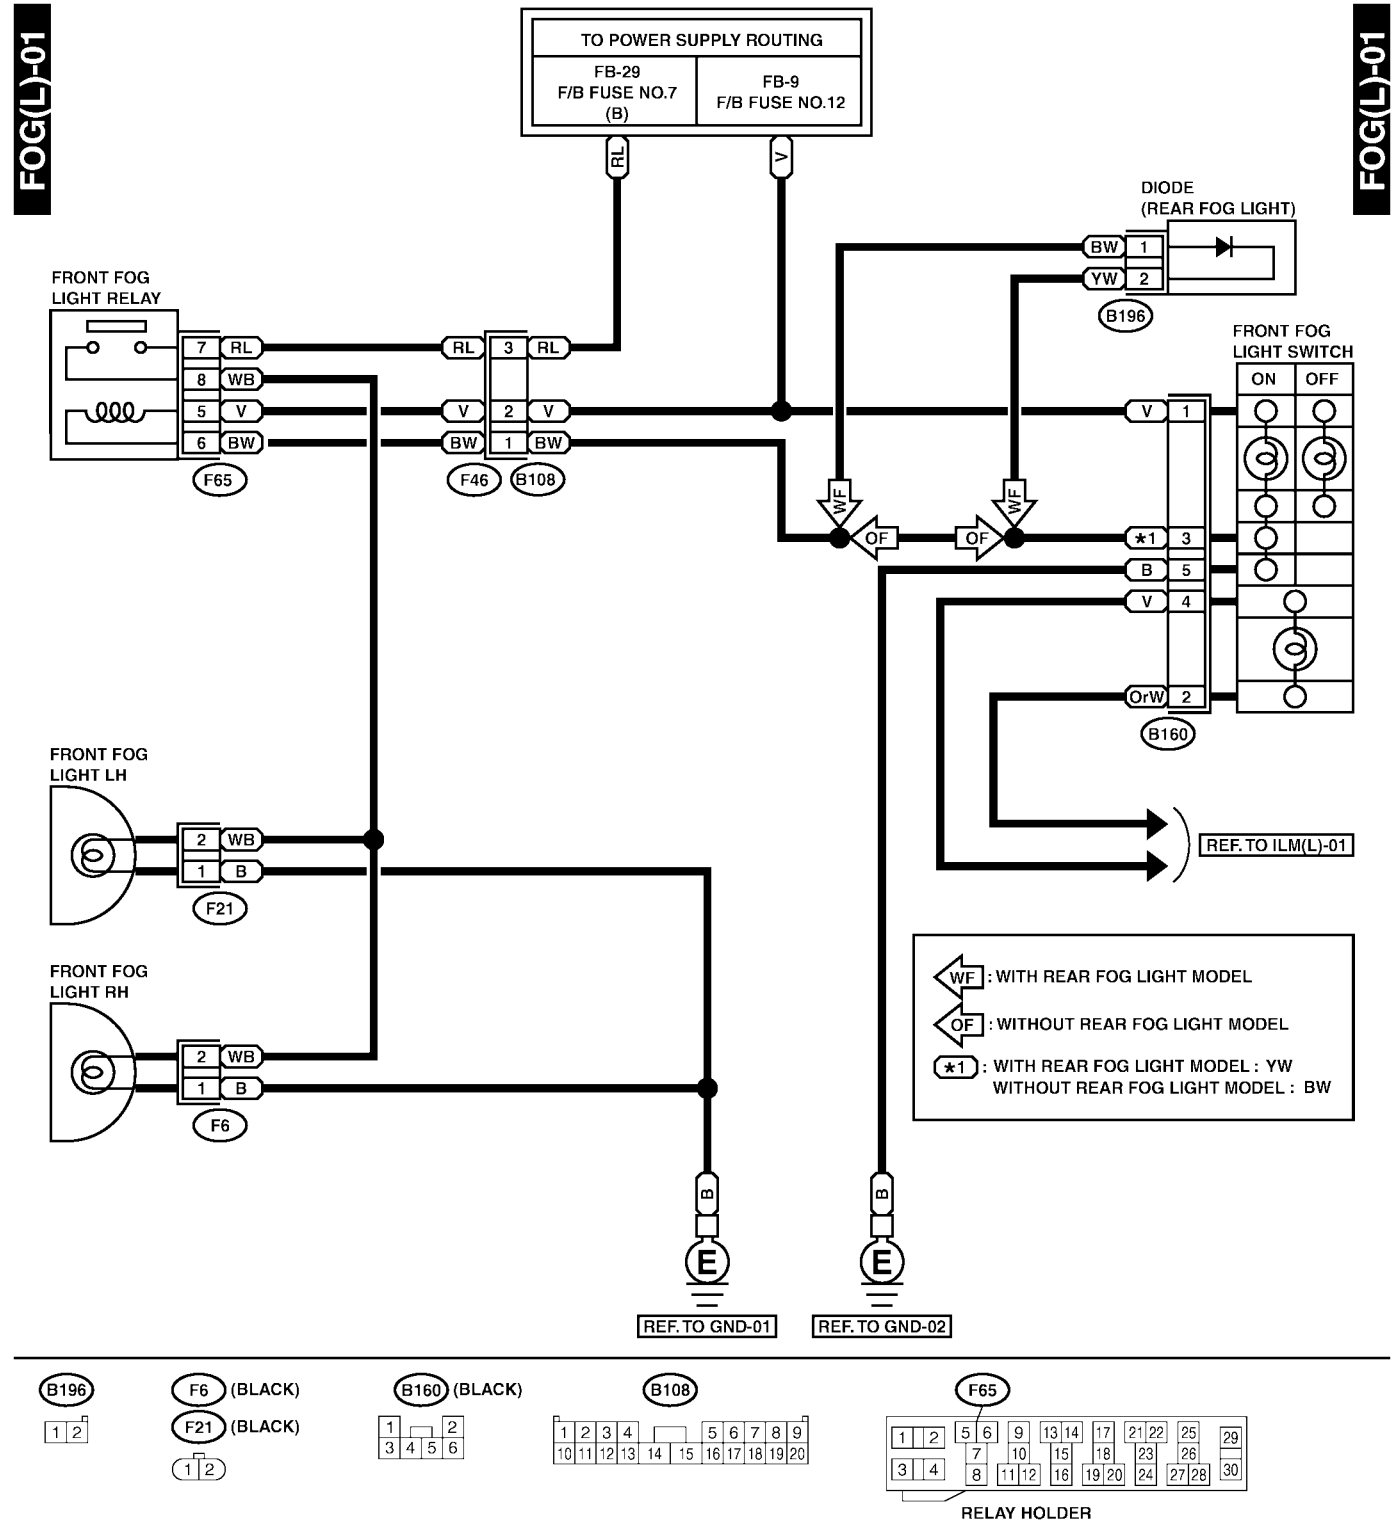 FOG(L)-01
FOG(L)-01
TO POWER SUPPLY ROUTING
FB-29
F/B FUSE NO.7
(B)
FB-9
F/B FUSE NO.12
RL
V
DIODE
(REAR FOG LIGHT)
BW 1
YW 2
B196
FRONT FOG
LIGHT RELAY
7 RL
RL 3 RL
8 WB
5 V
V 2 V
6 BW
BW 1 BW
F65
F46
B108
FRONT FOG
LIGHT SWITCH
ON OFF
V 1
WF
WF
OF
OF
*1 3
B 5
V 4
OrW 2
B160
FRONT FOG
LIGHT LH
2 WB
1 B
F21
REF. TO ILM(L)-01
FRONT FOG
LIGHT RH
2 WB
1 B
F6
WF : WITH REAR FOG LIGHT MODEL
OF : WITHOUT REAR FOG LIGHT MODEL
*1 : WITH REAR FOG LIGHT MODEL : YW
WITHOUT REAR FOG LIGHT MODEL : BW
B
B
E
E
REF. TO GND-01
REF. TO GND-02
B196
1 2
F6 (BLACK)
F21 (BLACK)
1 2
B160 (BLACK)
1 2
3 4 5 6
B108
1 2 3 4 5 6 7 8 9
10 11 12 13 14 15 16 17 18 19 20
F65
1 2 5 6 9 13 14 17 21 22 25 29
7 10 15 18 23 26
3 4 8 11 12 16 19 20 24 27 28 30
RELAY HOLDER